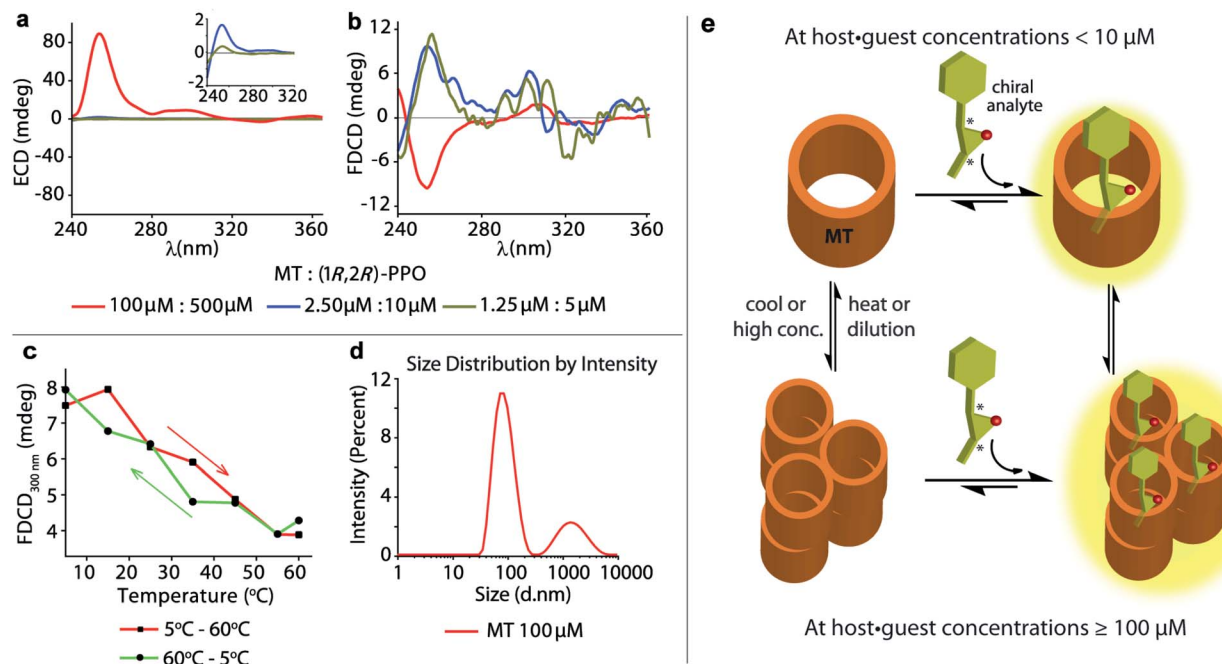 a
ECD (mdeg)
80
40
0
-40
-80
2
0
-2
240 280 320
240 280 320 360
λ(nm)
b
FDCD (mdeg)
12
6
0
-6
-12
240 280 320 360
λ(nm)
MT : (1R,2R)-PPO
100μM : 500μM 2.50μM : 10μM 1.25μM : 5μM
c
FDCD300 nm (mdeg)
8
7
6
5
4
10 20 30 40 50 60
Temperature (ºC)
5ºC - 60ºC
60ºC - 5ºC
d
Size Distribution by Intensity
Intensity (Percent)
12
8
4
0
1 10 100 1000 10000
Size (d.nm)
MT 100μM
e
At host•guest concentrations < 10 μM
chiral
analyte
*
*
MT
cool or
high conc.
heat or
dilution
*
*
At host•guest concentrations ≥ 100 μM